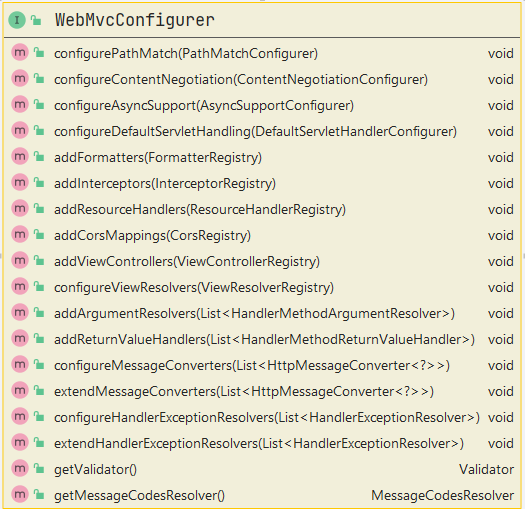 I WebMvcConfigurer
m configurePathMatch(PathMatchConfigurer) void
m configureContentNegotiation(ContentNegotiationConfigurer) void
m configureAsyncSupport(AsyncSupportConfigurer) void
m configureDefaultServletHandling(DefaultServletHandlerConfigurer) void
m addFormatters(FormatterRegistry) void
m addInterceptors(InterceptorRegistry) void
m addResourceHandlers(ResourceHandlerRegistry) void
m addCorsMappings(CorsRegistry) void
m addViewControllers(ViewControllerRegistry) void
m configureViewResolvers(ViewResolverRegistry) void
m addArgumentResolvers(List<HandlerMethodArgumentResolver>) void
m addReturnValueHandlers(List<HandlerMethodReturnValueHandler>) void
m configureMessageConverters(List<HttpMessageConverter<?>>) void
m extendMessageConverters(List<HttpMessageConverter<?>>) void
m configureHandlerExceptionResolvers(List<HandlerExceptionResolver>) void
m extendHandlerExceptionResolvers(List<HandlerExceptionResolver>) void
m getValidator() Validator
m getMessageCodesResolver() MessageCodesResolver